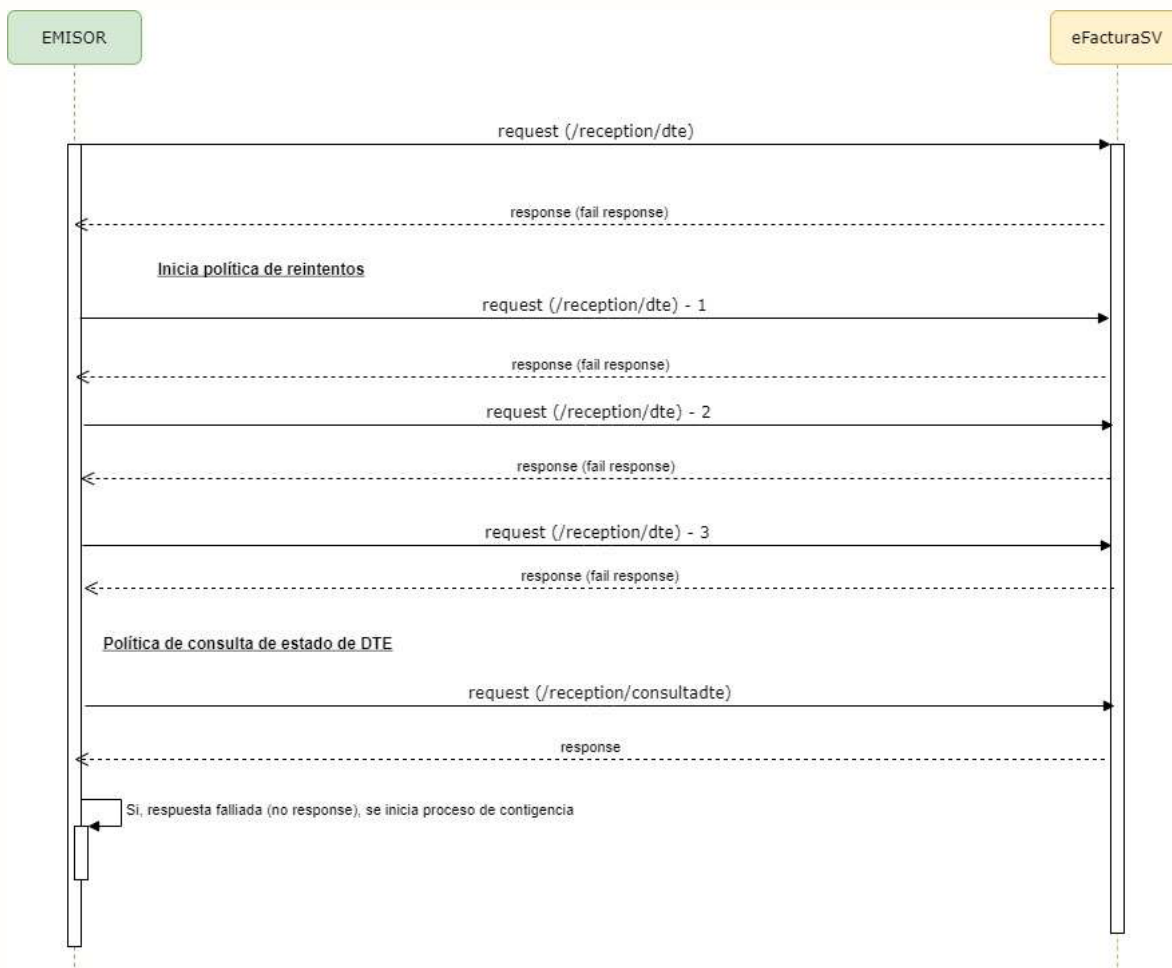 EMISOR
eFacturaSV
request (/reception/dte)
response (fail response)
Inicia política de reintentos
request (/reception/dte) - 1
response (fail response)
request (/reception/dte) - 2
response (fail response)
request (/reception/dte) - 3
response (fail response)
Política de consulta de estado de DTE
request (/reception/consultadte)
response
Si, respuesta falliada (no response), se inicia proceso de contigencia